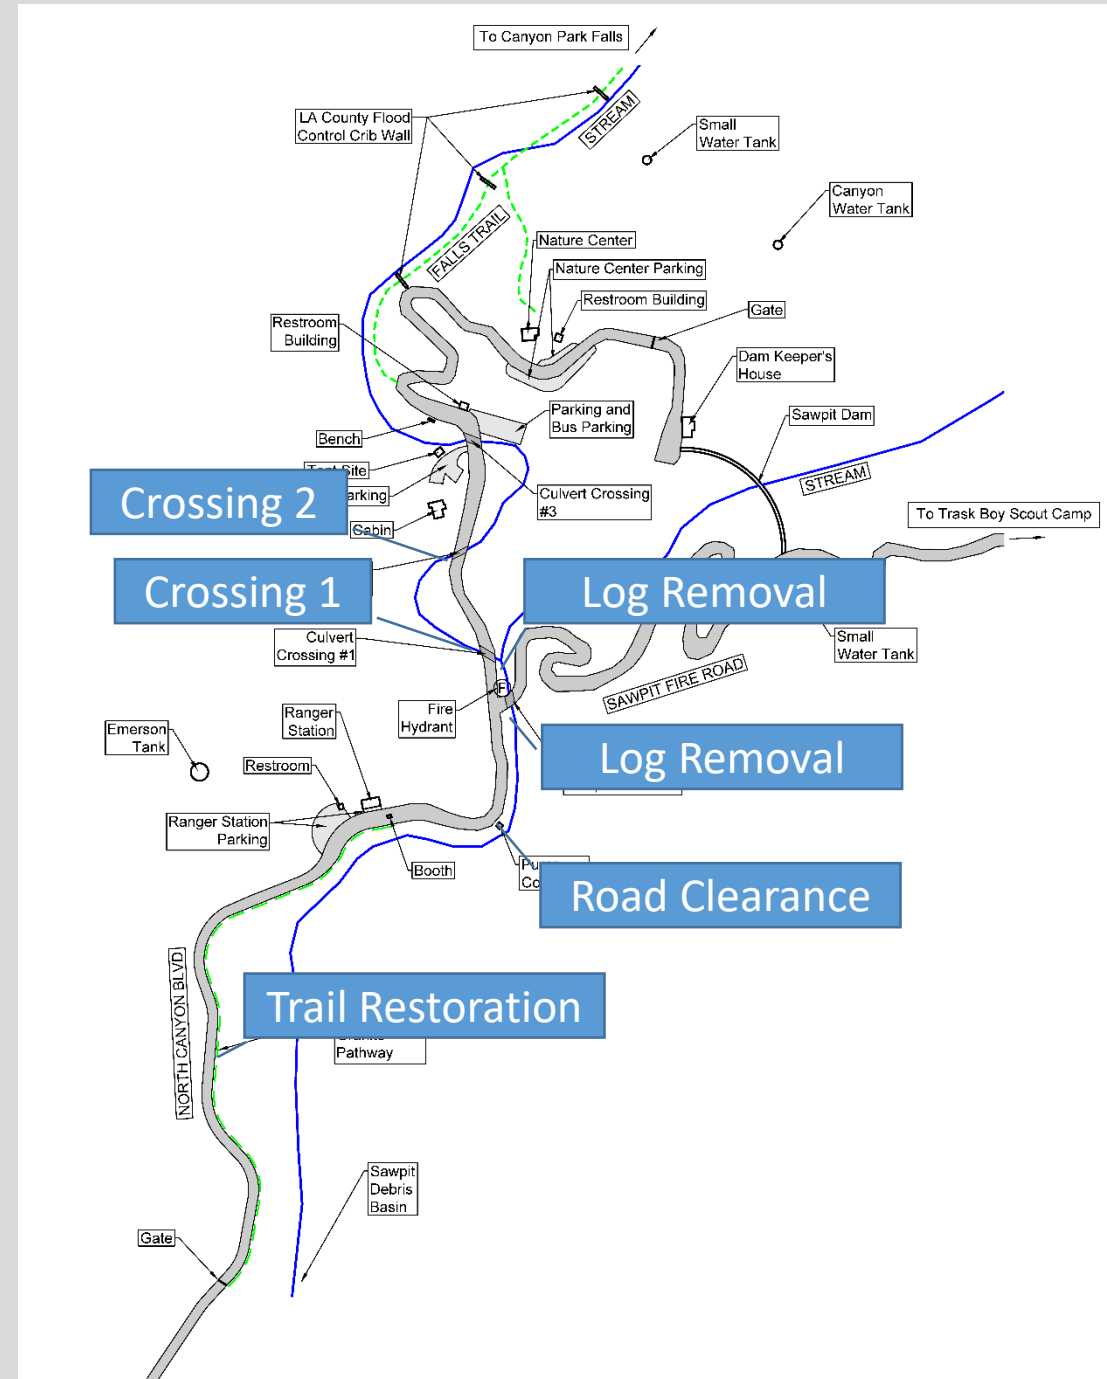 To Canyon Park Falls
LA County Flood
Control Crib Wall
STREAM
Small
Water Tank
Canyon
Water Tank
FALLS TRAIL
Nature Center
Nature Center Parking
Restroom Building
Gate
Restroom
Building
Dam Keeper's
House
Parking and
Bus Parking
Sawpit Dam
Bench
STREAM
Site
Crossing 2
Culvert Crossing
#3
Cabin
To Trask Boy Scout Camp
Crossing 1
Log Removal
Culvert
Crossing #1
Small
Water Tank
SAWPIT FIRE ROAD
F
Fire
Hydrant
Ranger
Station
Emerson
Tank
Restroom
Log Removal
Ranger Station
Parking
Booth
Road Clearance
NORTH CANYON BLVD
Trail Restoration
Pathway
Sawpit
Debris
Basin
Gate